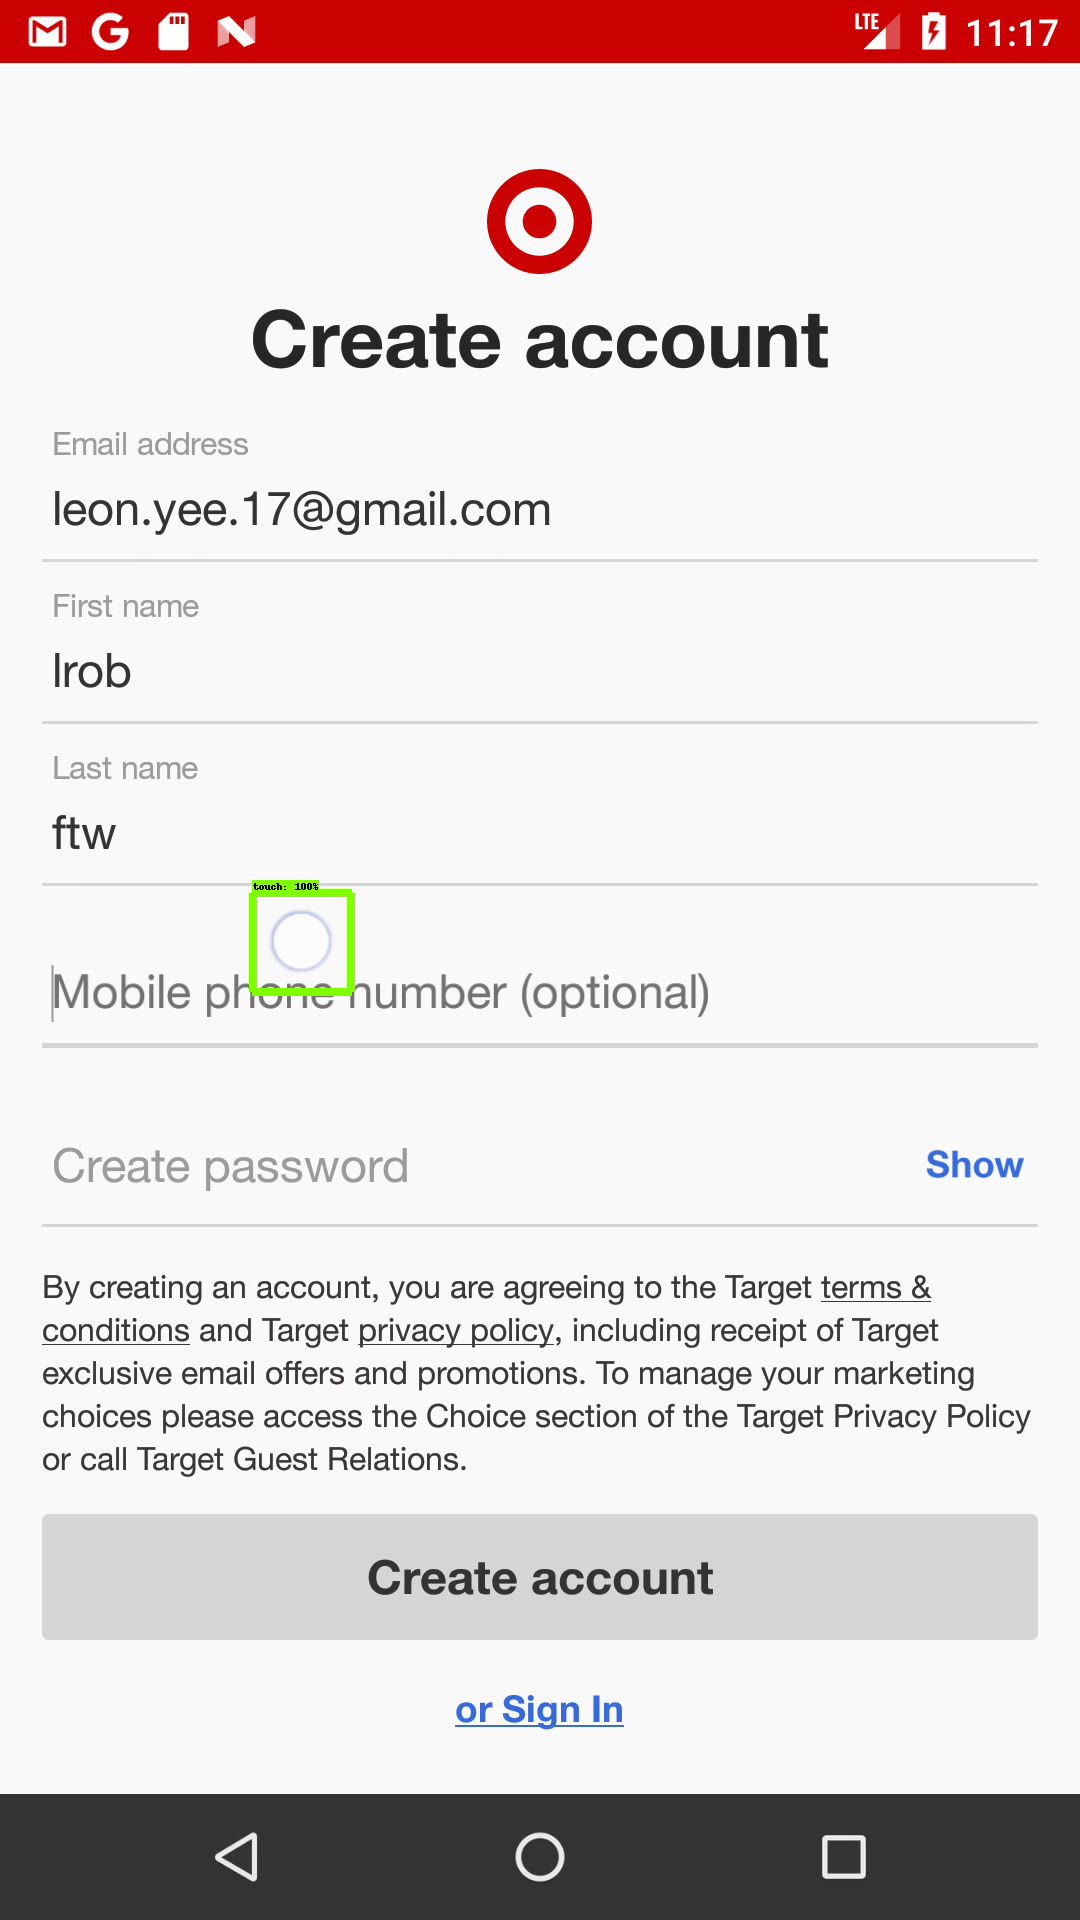 LTE 11:17
Create account
Email address
leon.yee.17@gmail.com
First name
lrob
Last name
ftw
touch: 100%
Mobile phone number (optional)
Create password
Show
By creating an account, you are agreeing to the Target terms &
conditions and Target privacy policy, including receipt of Target
exclusive email offers and promotions. To manage your marketing
choices please access the Choice section of the Target Privacy Policy
or call Target Guest Relations.
Create account
or Sign In